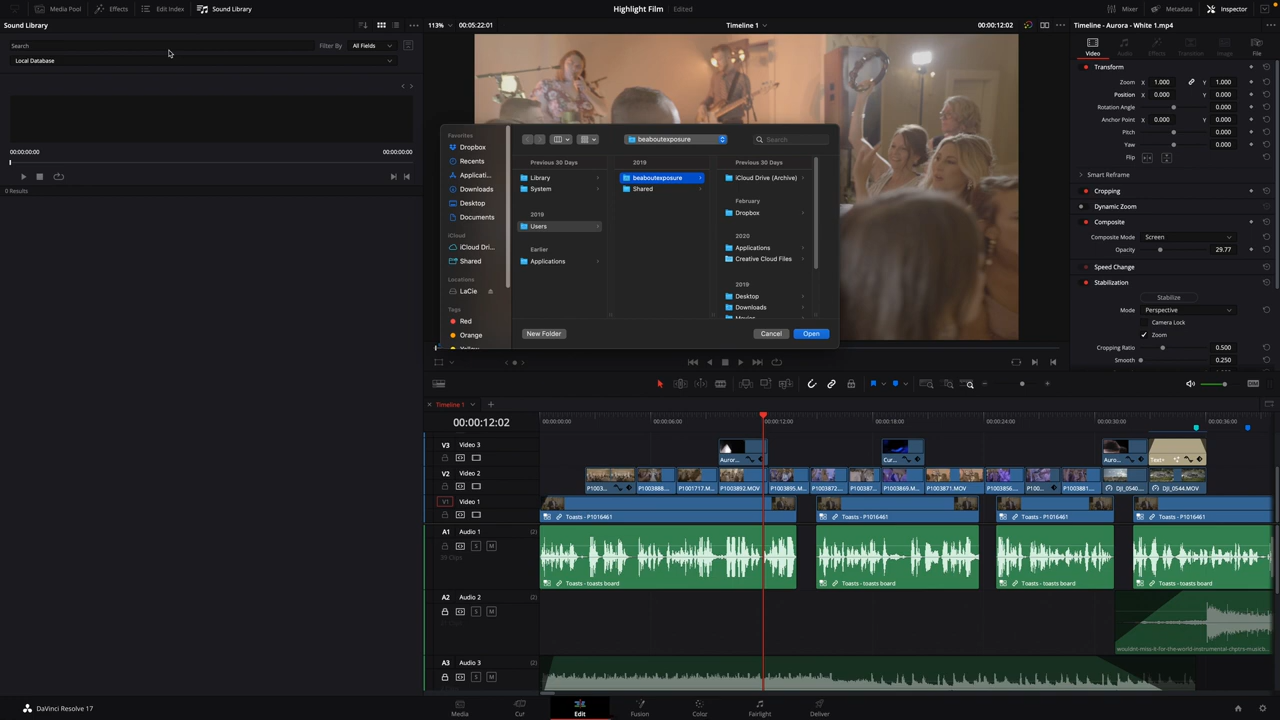 Media Pool
Effects
Edit Index
Sound Library
Highlight Film
Edited
Mixer
Metadata
Inspector
Sound Library
113%
00:05:22:01
Timeline 1
00:00:12:02
Timeline - Aurora - White 1.mp4
Search
Filter By
All Fields
Local Database
00:00:00:00
00:00:00:00
0 Results
Video
Audio
Effects
Transition
Image
File
Transform
Zoom X 1.000 Y 1.000
Position X 0.000 Y 0.000
Rotation Angle 0.000
Anchor Point X 0.000 Y 0.000
Pitch 0.000
Yaw 0.000
Flip
Smart Reframe
Cropping
Dynamic Zoom
Composite
Composite Mode Screen
Opacity 29.77
Speed Change
Stabilization
Stabilize
Mode Perspective
Camera Lock
Zoom
Cropping Ratio 0.500
Smooth 0.250
Favorites
Dropbox
Recents
Applicati...
Downloads
Desktop
Documents
iCloud
iCloud Dri...
Shared
Locations
LaCie
Tags
Red
Orange
Yellow
beaboutexposure
Search
Previous 30 Days
Library
System
2019
Users
Earlier
Applications
2019
beaboutexposure
Shared
Previous 30 Days
iCloud Drive (Archive)
February
Dropbox
2020
Applications
Creative Cloud Files
2019
Desktop
Downloads
Movies
New Folder
Cancel
Open
Timeline 1
00:00:12:02
00:00:00:00
00:00:06:00
00:00:12:00
00:00:18:00
00:00:24:00
00:00:30:00
00:00:36:00
V3 Video 3
Auror...
Cur...
Auro...
Text+
V2 Video 2
P1003...
P1003888....
P1001717.M...
P1003892.MOV
P1003895.M...
P1003872...
P100387...
P1003869.M...
P1003871.MOV
P1003856....
P100...
P1003881...
DJI_0540...
DJI_0544.MOV
V1 Video 1
Toasts - P1016461
Toasts - P1016461
Toasts - P1016461
Toasts - P1016461
A1 Audio 1
S M
Toasts - toasts board
Toasts - toasts board
Toasts - toasts board
Toasts - toasts board
A2 Audio 2
S M
wouldnt-miss-it-for-the-world-instrumental-chptrs-musicb...
A3 Audio 3
S M
DaVinci Resolve 17
Media
Cut
Edit
Fusion
Color
Fairlight
Deliver
DIM